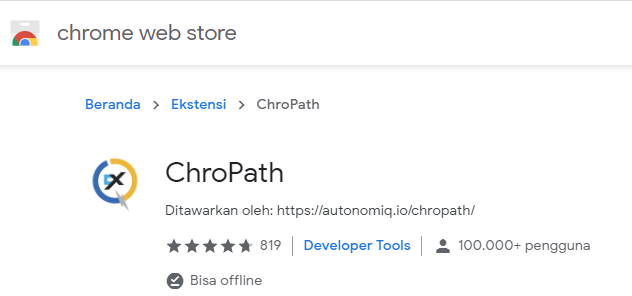 chrome web store
Beranda > Ekstensi > ChroPath
ChroPath
Ditawarkan oleh: https://autonomiq.io/chropath/
819 | Developer Tools | 100.000+ pengguna
Bisa offline